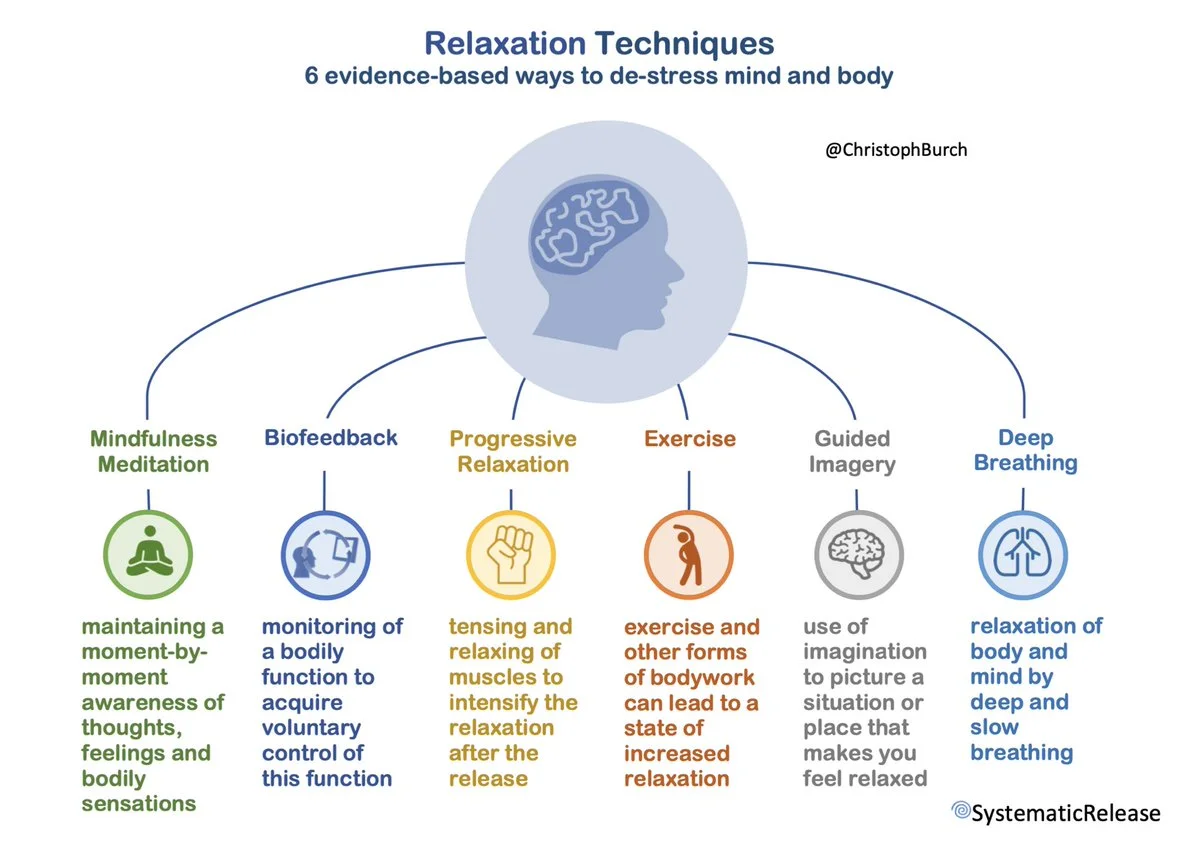 Relaxation Techniques
6 evidence-based ways to de-stress mind and body
@ChristophBurch
Mindfulness
Meditation
maintaining a
moment-by-
moment
awareness of
thoughts,
feelings and
bodily
sensations
Biofeedback
monitoring of
a bodily
function to
acquire
voluntary
control of
this function
Progressive
Relaxation
tensing and
relaxing of
muscles to
intensify the
relaxation
after the
release
Exercise
exercise and
other forms
of bodywork
can lead to a
state of
increased
relaxation
Guided
Imagery
use of
imagination
to picture a
situation or
place that
makes you
feel relaxed
Deep
Breathing
relaxation of
body and
mind by
deep and
slow
breathing
SystematicRelease